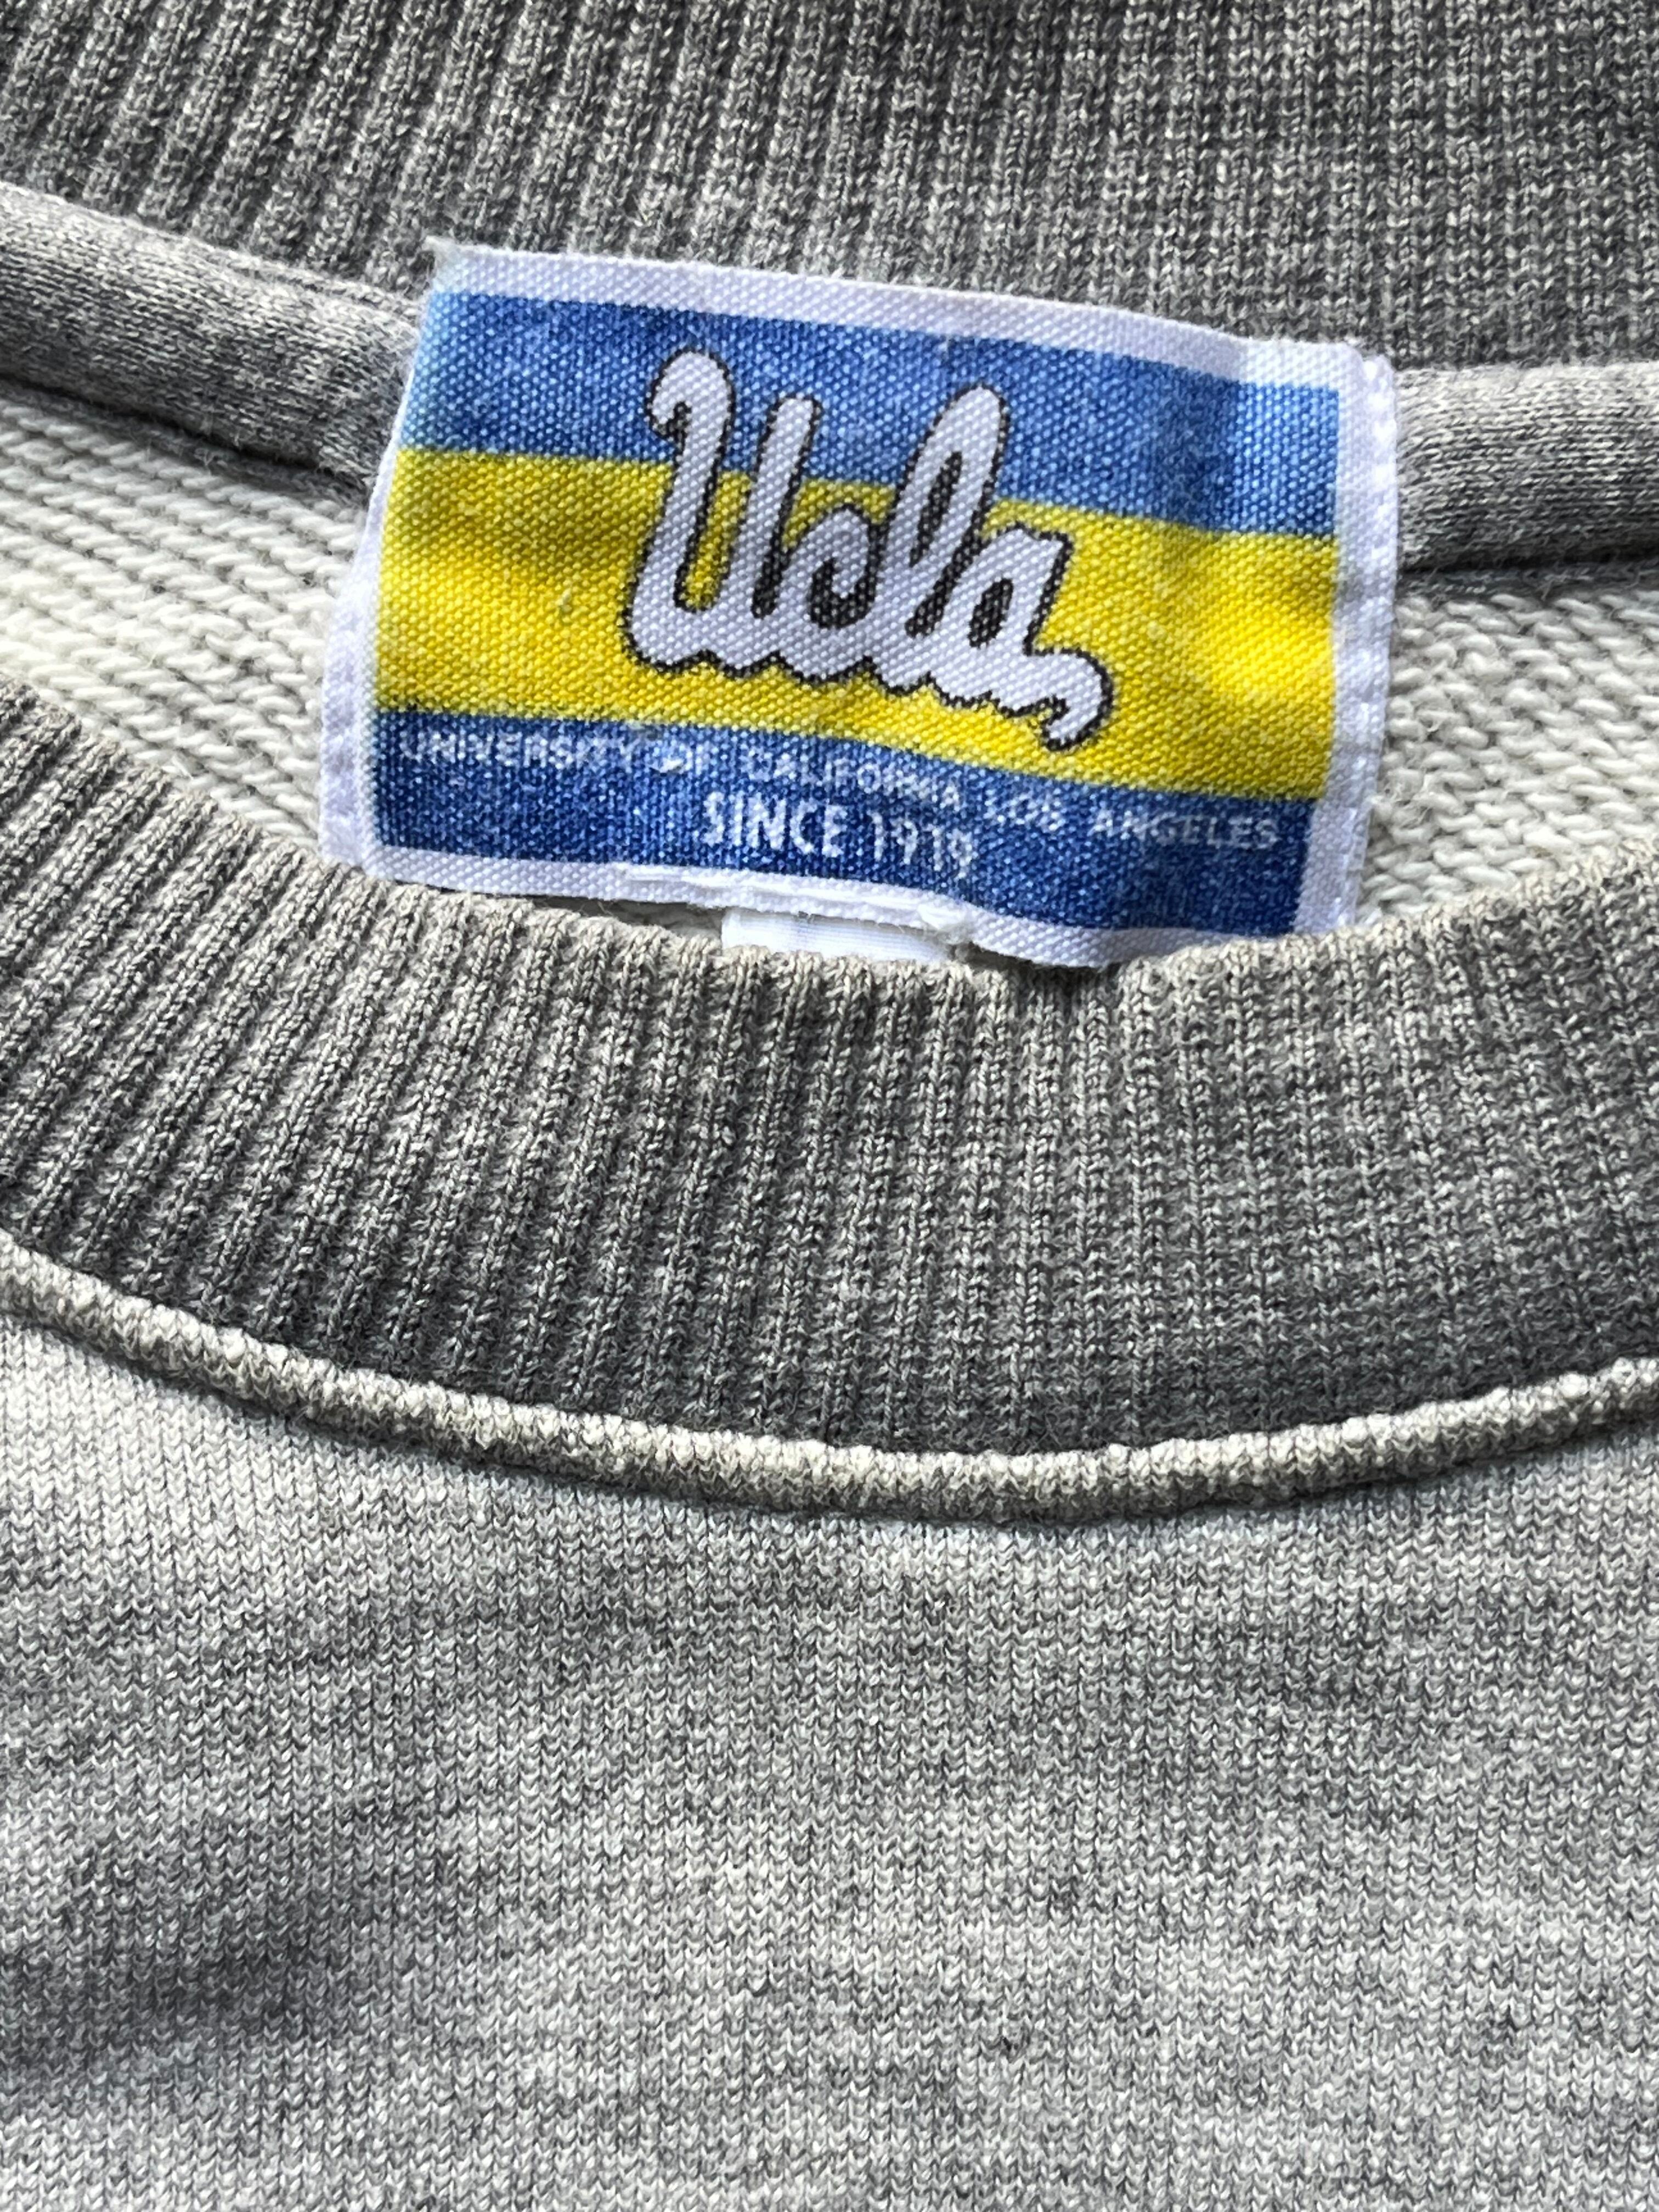 Ucla
UNIVERSITY OF CALIFORNIA LOS ANGELES
SINCE 1919